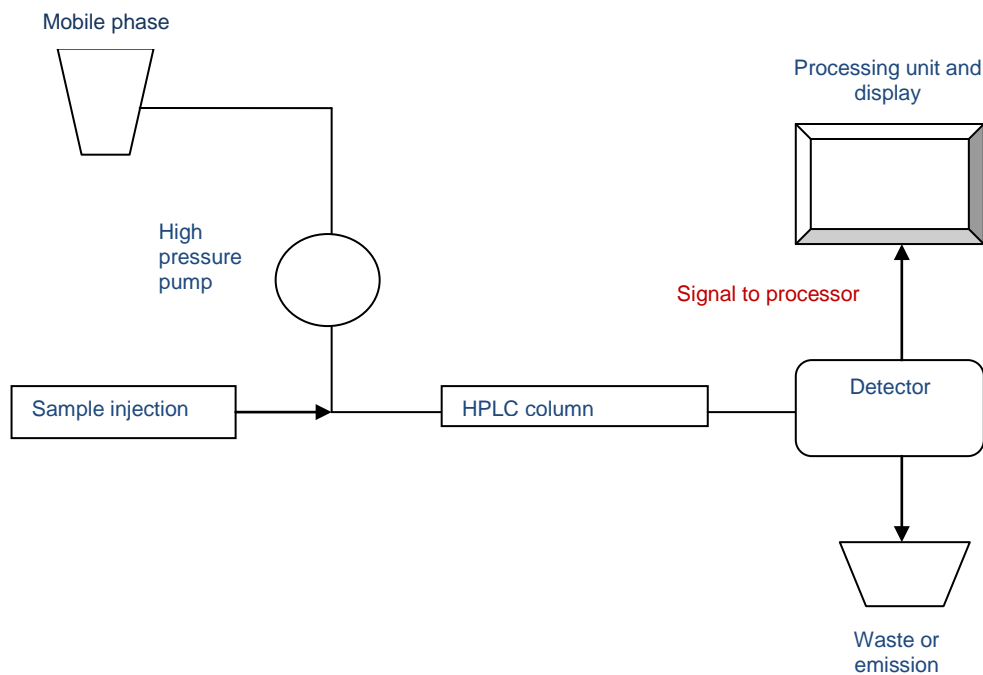 Mobile phase
Processing unit and
display
High
pressure
pump
Signal to processor
Sample injection
HPLC column
Detector
Waste or
emission